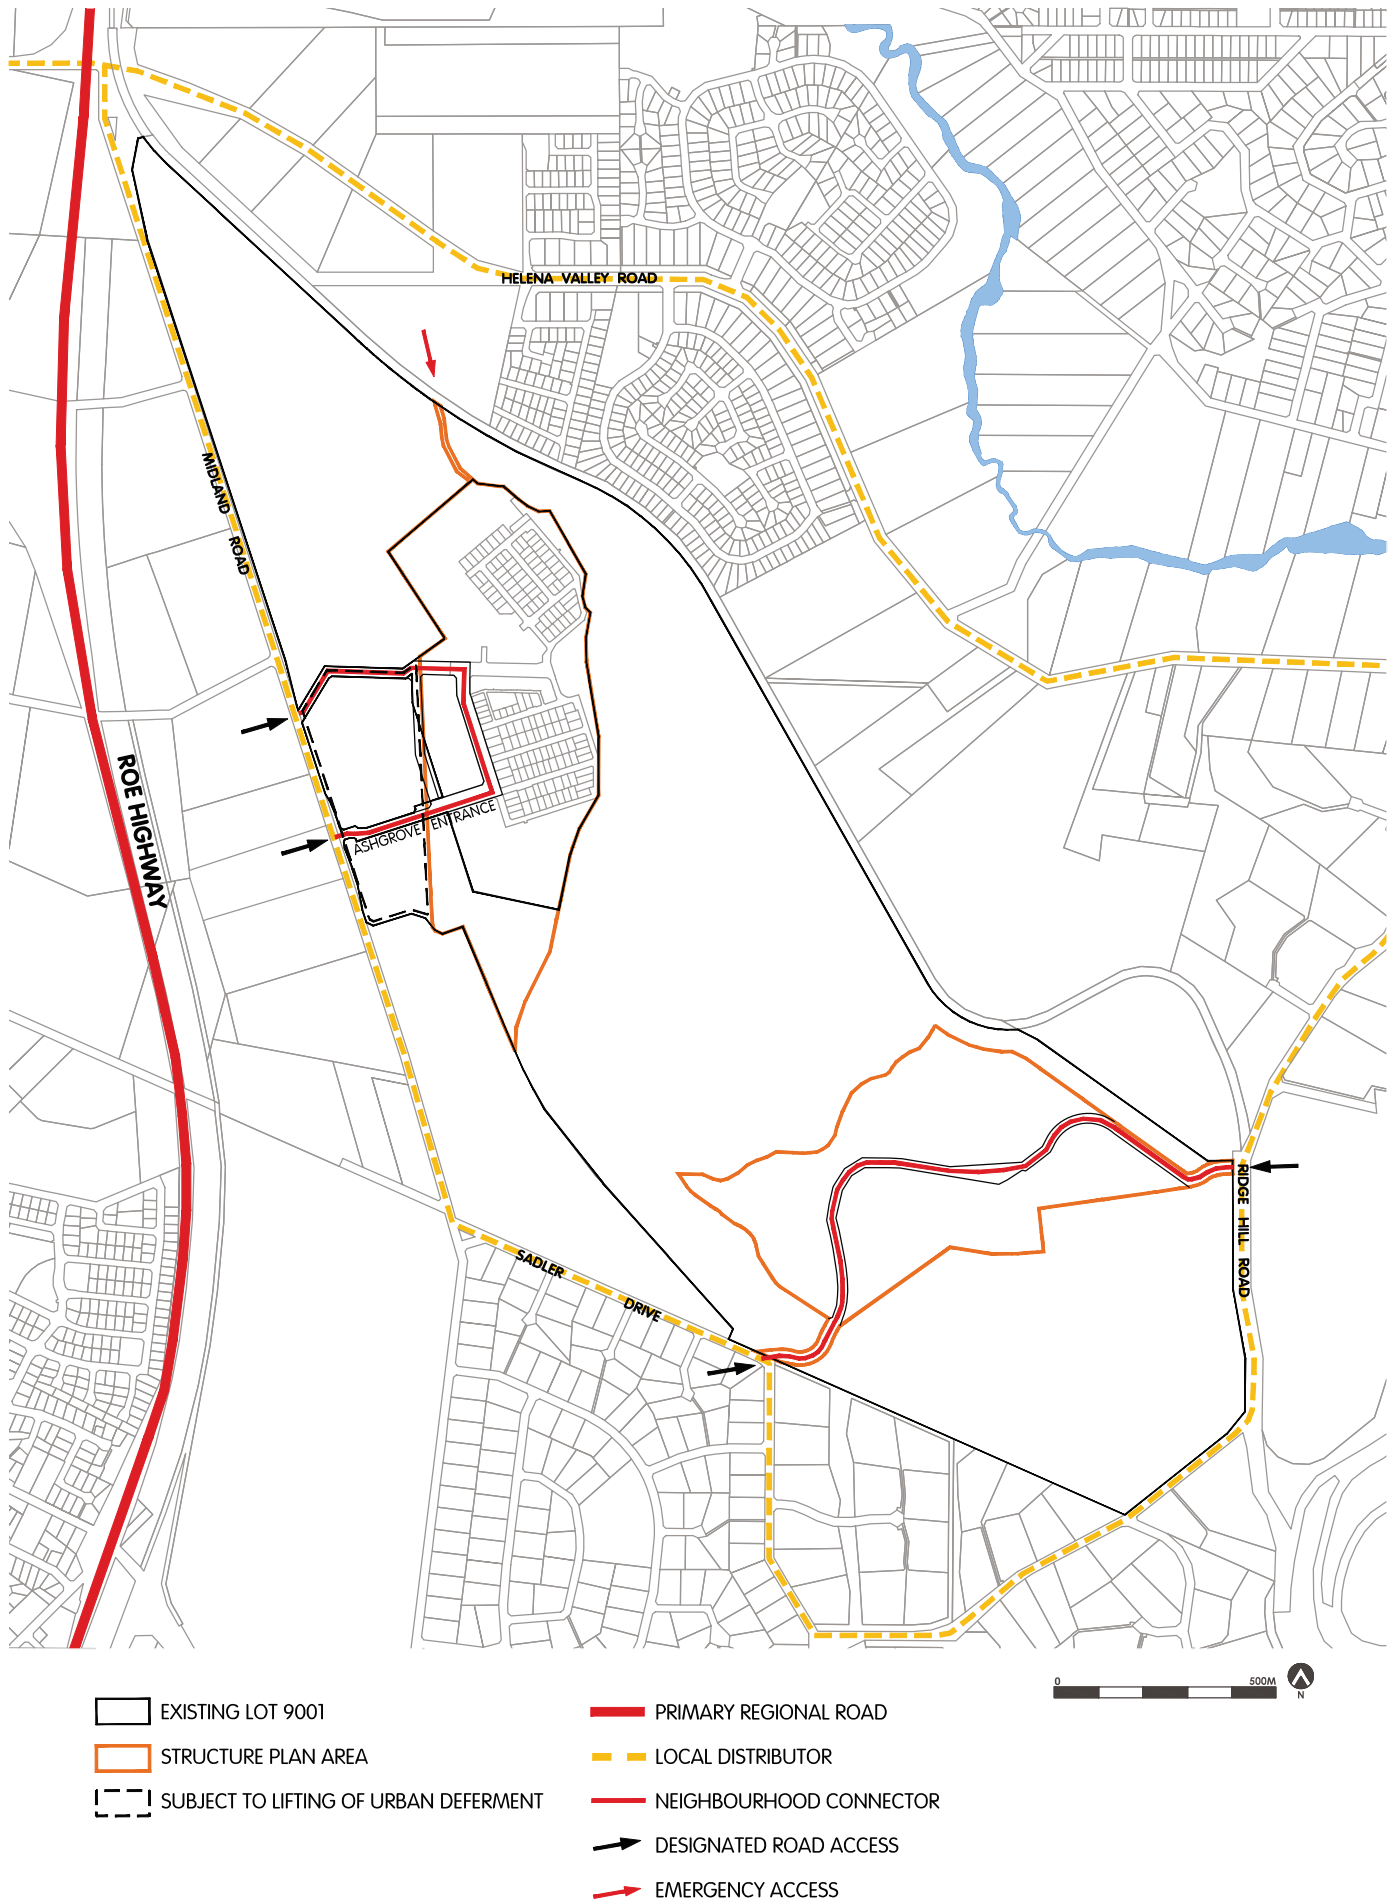 HELENA VALLEY ROAD
MIDLAND ROAD
ROE HIGHWAY
ASHGROVE ENTRANCE
RIDGE HILL ROAD
SADLER DRIVE
0 500M
N
EXISTING LOT 9001
STRUCTURE PLAN AREA
SUBJECT TO LIFTING OF URBAN DEFERMENT
PRIMARY REGIONAL ROAD
LOCAL DISTRIBUTOR
NEIGHBOURHOOD CONNECTOR
DESIGNATED ROAD ACCESS
EMERGENCY ACCESS